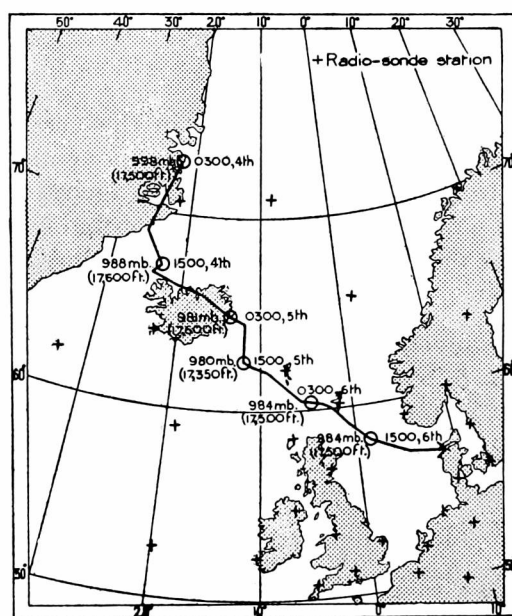 50° 40° 30° 20° 10° 0° 10° 20° 30°
+Radio-sonde station
70° 70°
998mb. 0300,4th
(17,500ft.)
988mb. 1500,4th
(17,600ft.)
981mb. 0300,5th
(17,600ft.)
980mb. 1500,5th
(17,350ft.)
60° 60°
0300,6th
984mb.
(17,500ft.)
984mb. 1500,6th
(17,500ft.)
50° 50°
20° 10° 0° 10°